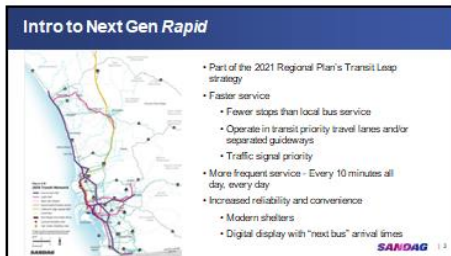 Intro to Next Gen Rapid
• Part of the 2021 Regional Plan's Transit Leap
strategy
• Faster service
• Fewer stops than local bus service
• Operate in transit priority travel lanes and/or
separated guideways
• Traffic signal priority
• More frequent service - Every 10 minutes all
day, every day
• Increased reliability and convenience
• Modern shelters
• Digital display with "next bus" arrival times
SANDAG
SANDAG | 2